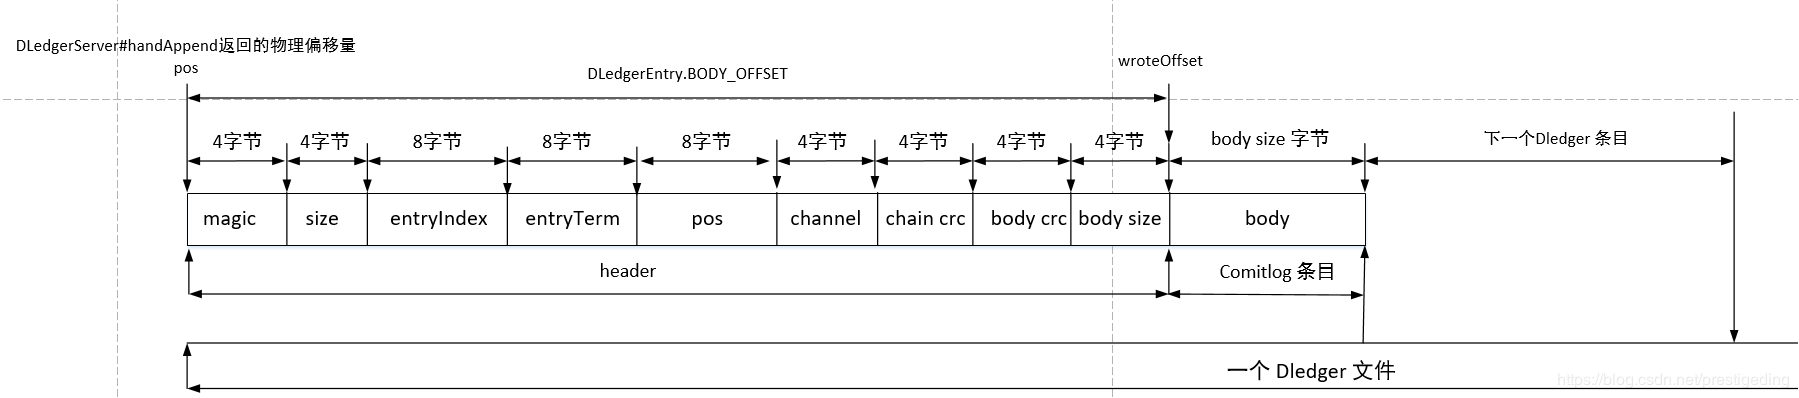 DLedgerServer#handAppend返回的物理偏移量
pos
DLedgerEntry.BODY_OFFSET
wroteOffset
4字节
4字节
8字节
8字节
8字节
4字节
4字节
4字节
4字节
body size 字节
下一个Dledger 条目
magic
size
entryIndex
entryTerm
pos
channel
chain crc
body crc
body size
body
header
Comitlog 条目
一个 Dledger 文件
https://blog.csdn.net/prestigeding